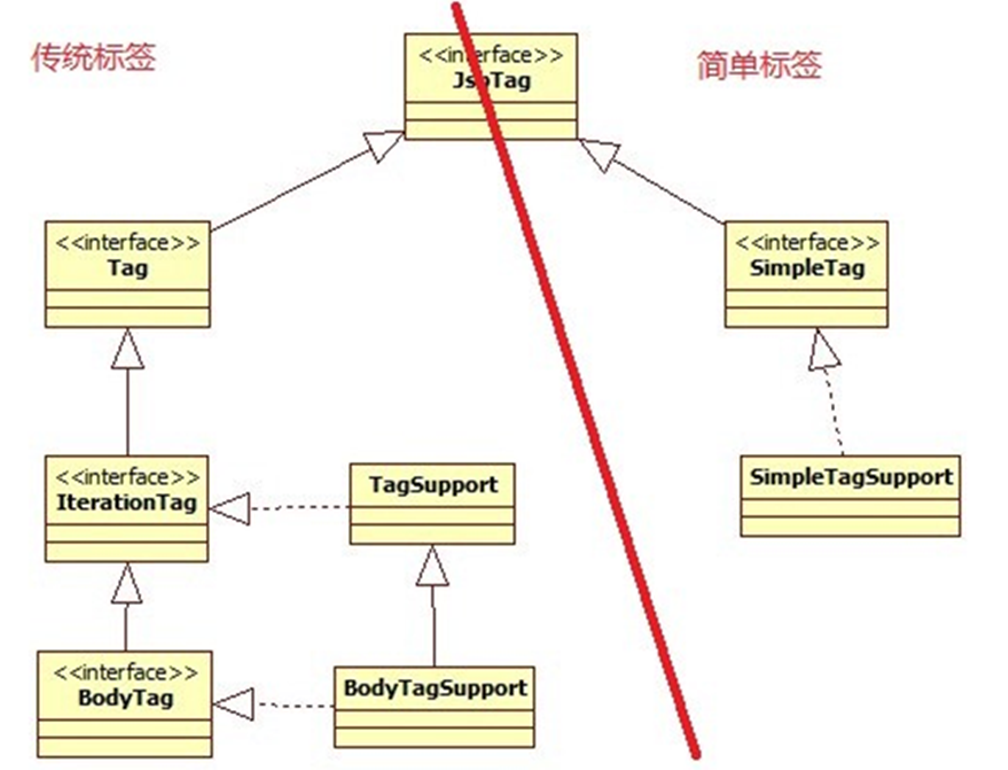 传统标签
简单标签
<<interface>>
JspTag
<<interface>>
Tag
<<interface>>
SimpleTag
<<interface>>
IterationTag
TagSupport
SimpleTagSupport
<<interface>>
BodyTag
BodyTagSupport